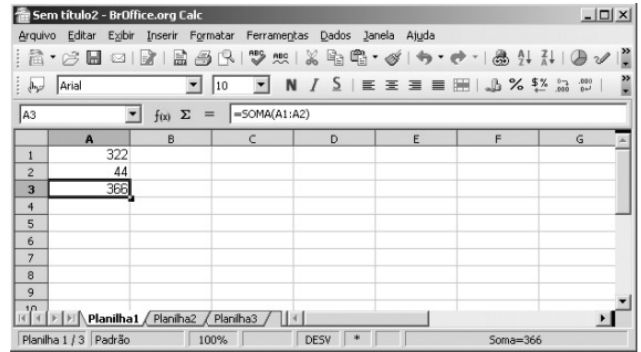 Sem título2 - BrOffice.org Calc
Arquivo Editar Exibir Inserir Formatar Ferramentas Dados Janela Ajuda
Arial 10 N I S
A3 f(x) Σ = =SOMA(A1:A2)
A B C D E F G
1 322
2 44
3 366
4
5
6
7
8
9
10
Planilha1 Planilha2 Planilha3
Planilha 1 / 3 Padrão 100% DESV * Soma=366